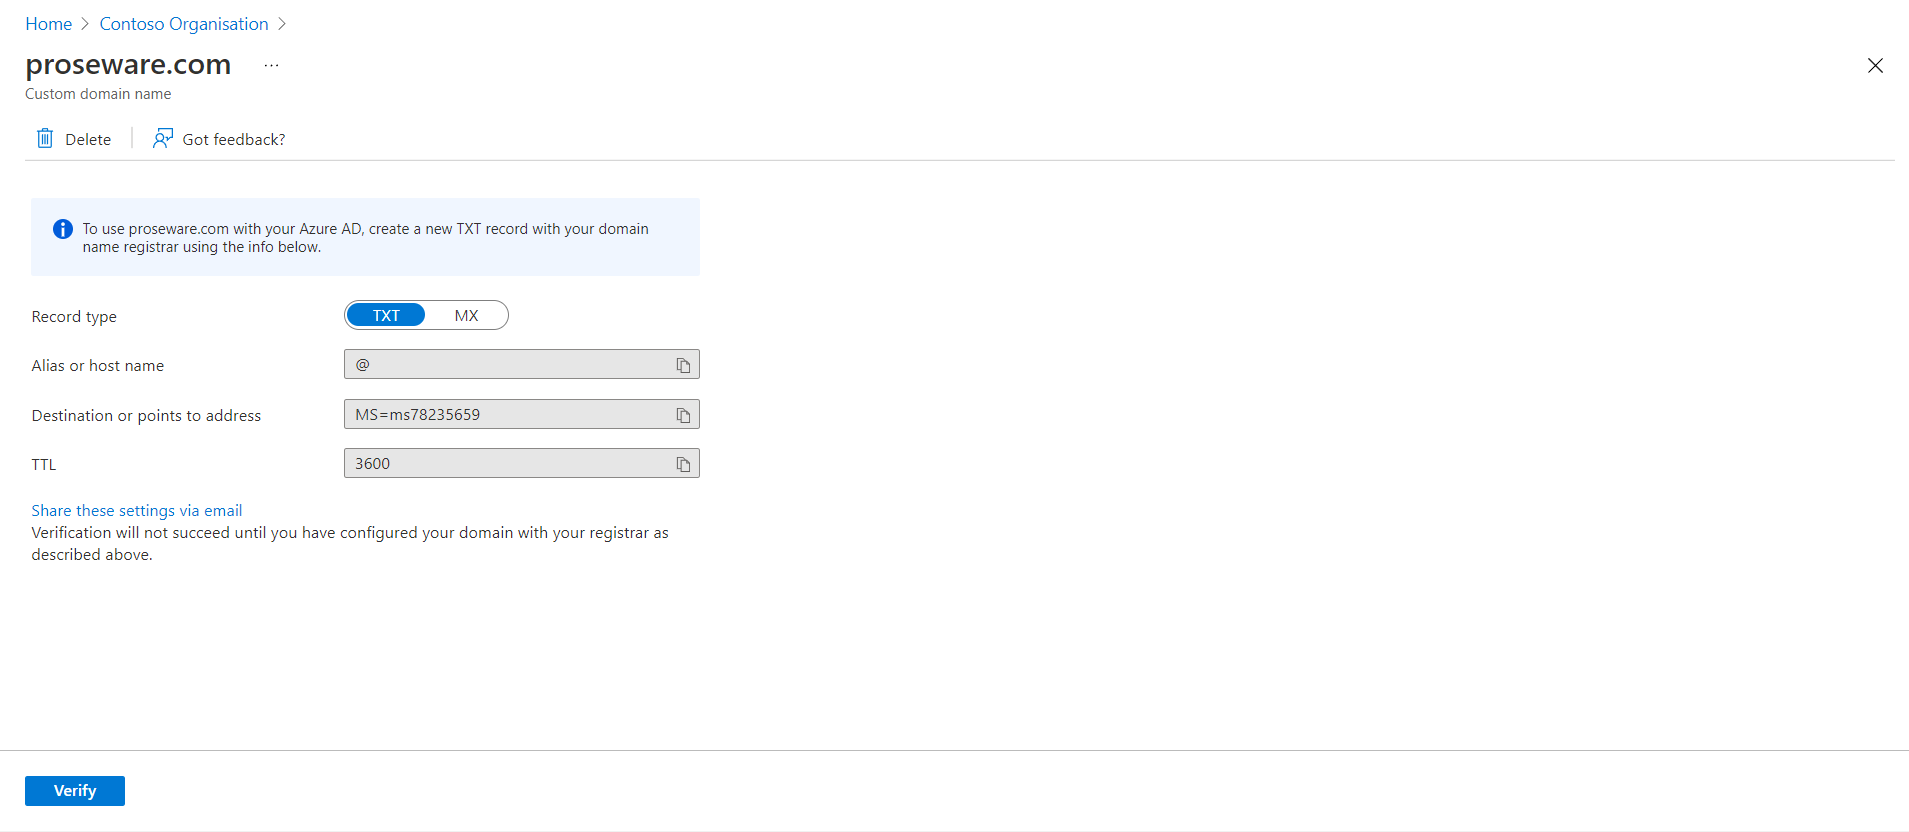 Home > Contoso Organisation >
proseware.com ...
Custom domain name
Delete | Got feedback?
To use proseware.com with your Azure AD, create a new TXT record with your domain
name registrar using the info below.
Record type TXT MX
Alias or host name @
Destination or points to address MS=ms78235659
TTL 3600
Share these settings via email
Verification will not succeed until you have configured your domain with your registrar as
described above.
Verify